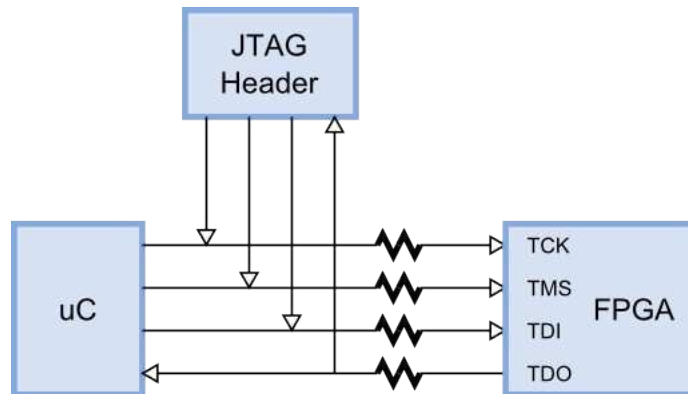 JTAG
Header
uC
TCK
TMS
TDI
TDO
FPGA